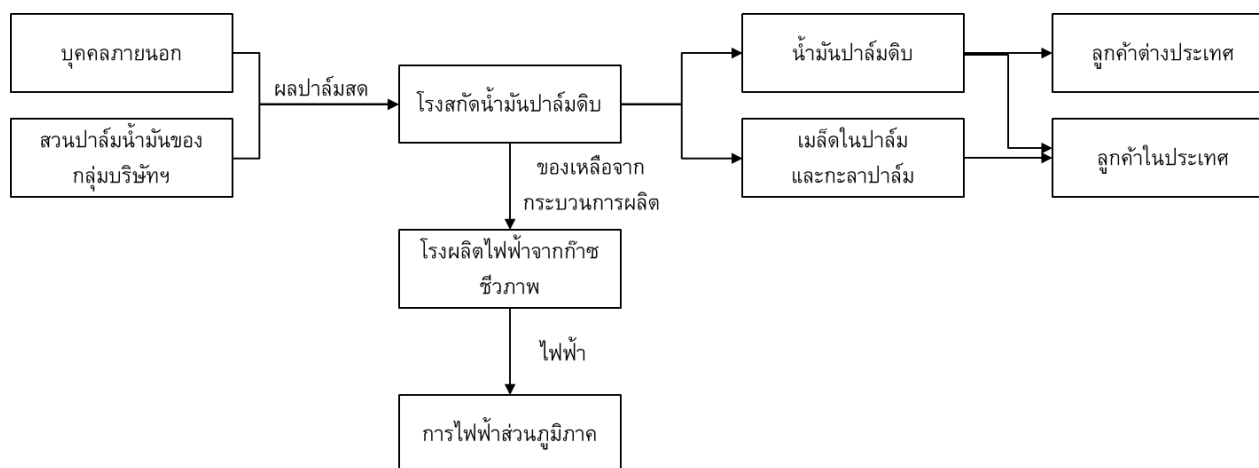 บุคคลภายนอก
สวนปาล์มน้ำมันของ
กลุ่มบริษัทฯ
ผลปาล์มสด
โรงสกัดน้ำมันปาล์มดิบ
น้ำมันปาล์มดิบ
ลูกค้าต่างประเทศ
เมล็ดในปาล์ม
และกะลาปาล์ม
ลูกค้าในประเทศ
ของเหลือจาก
กระบวนการผลิต
โรงผลิตไฟฟ้าจากก๊าซ
ชีวภาพ
ไฟฟ้า
การไฟฟ้าส่วนภูมิภาค